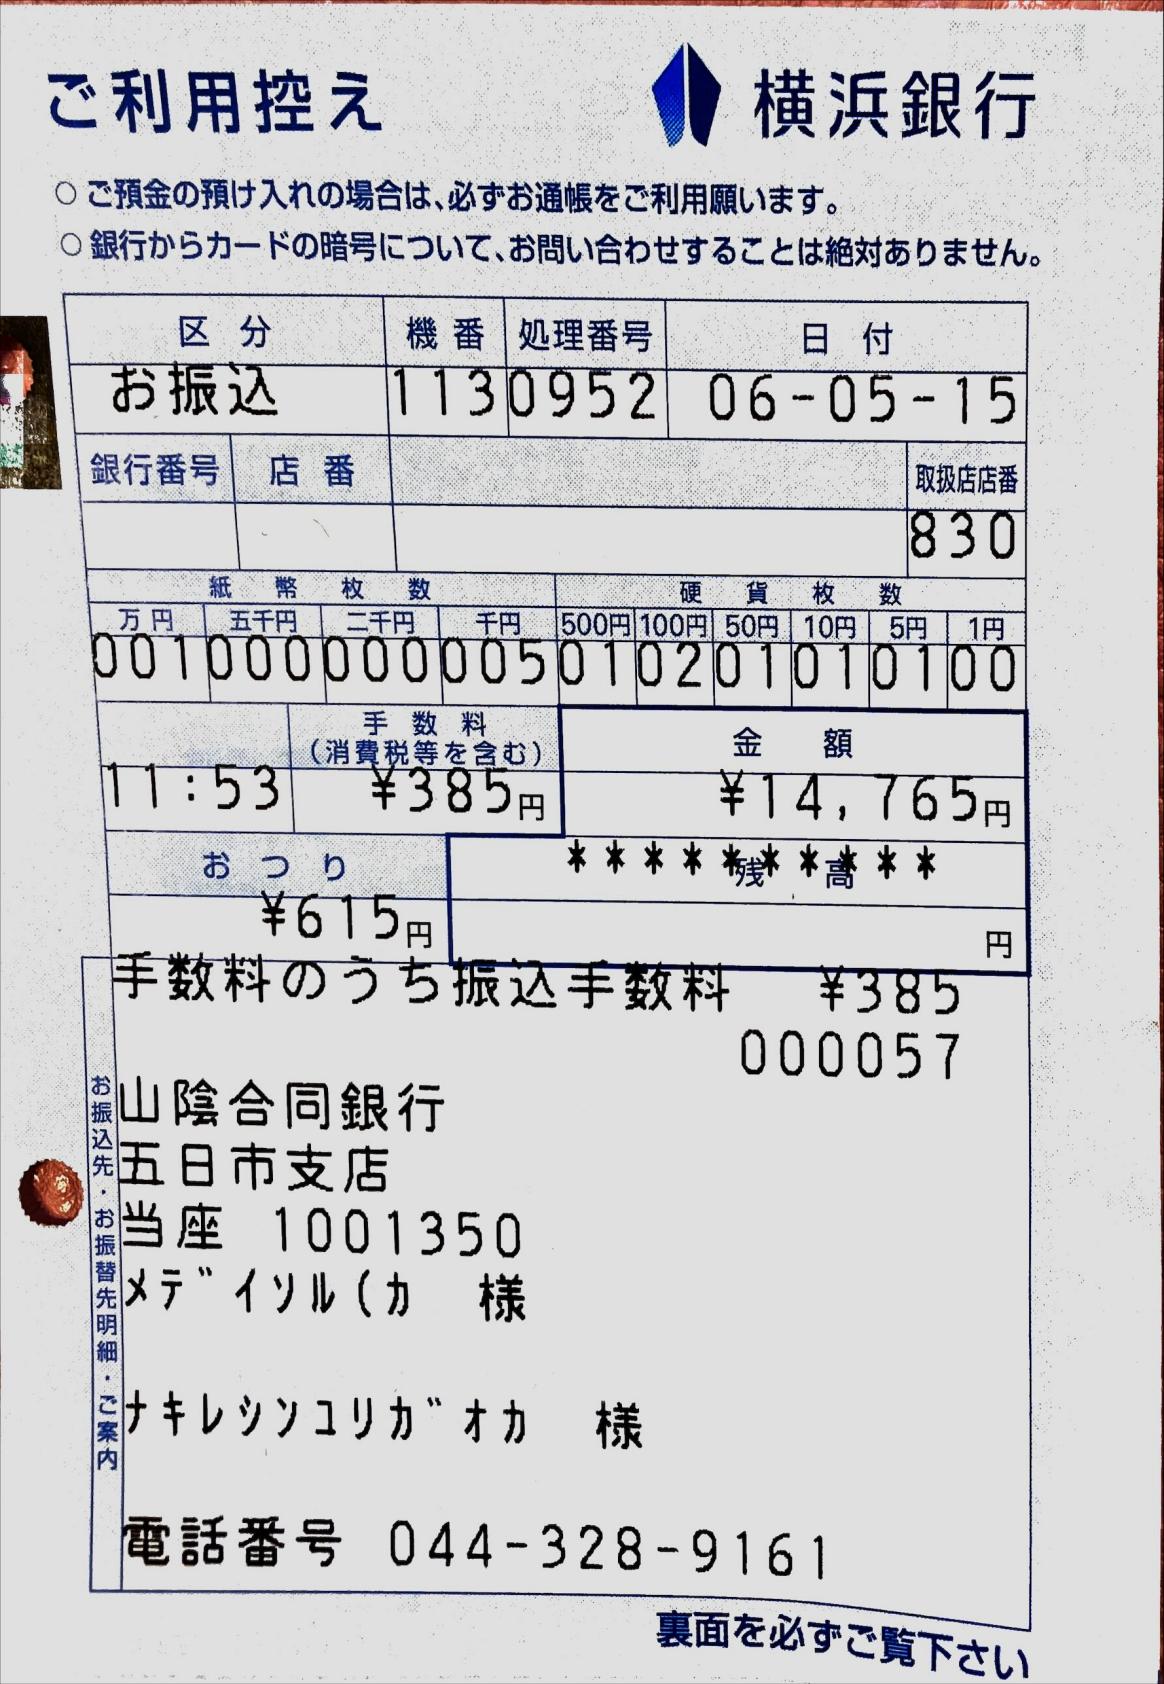 ご利用控え 横浜銀行
○ ご預金の預け入れの場合は、必ずお通帳をご利用願います。
○ 銀行からカードの暗号について、お問い合わせすることは絶対ありません。
区分 機番 処理番号 日付
お振込 113 0952 06-05-15
銀行番号 店番 取扱店店番
830
紙幣枚数 硬貨枚数
万円 五千円 二千円 千円 500円 100円 50円 10円 5円 1円
001 000 000 005 01 02 01 01 01 00
手数料 金額
(消費税等を含む)
11:53 ¥385円 ¥14,765円
おつり 残高 **********
¥615円 円
手数料のうち振込手数料 ¥385
000057
お振込先・お振替先明細・ご案内
山陰合同銀行
五日市支店
当座 1001350
メデイソル(カ 様
ナキレシンユリガオカ 様
電話番号 044-328-9161
裏面を必ずご覧下さい